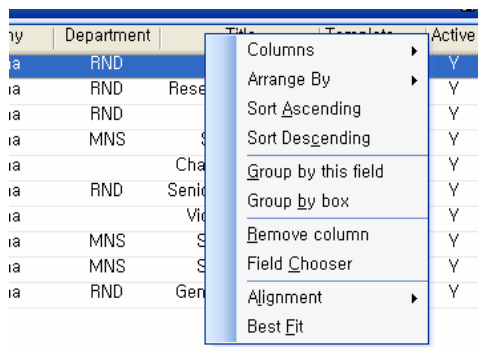 Department Title Template Active
RND Y
RND Y
RND Y
MNS Y
Y
RND Y
Y
MNS Y
MNS Y
RND Y
Columns
Arrange By
Sort Ascending
Sort Descending
Group by this field
Group by box
Remove column
Field Chooser
Alignment
Best Fit